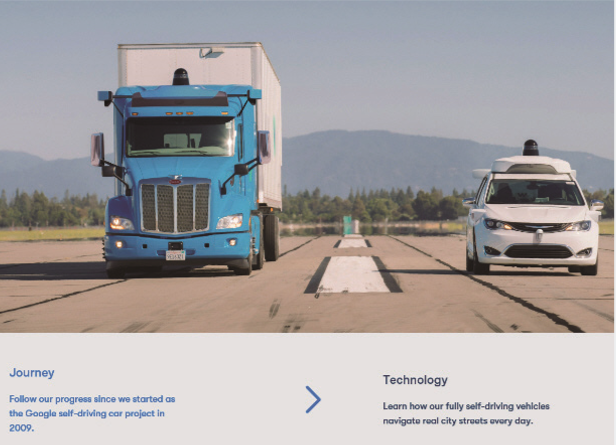 Journey
Follow our progress since we started as
the Google self-driving car project in
2009.
Technology
Learn how our fully self-driving vehicles
navigate real city streets every day.